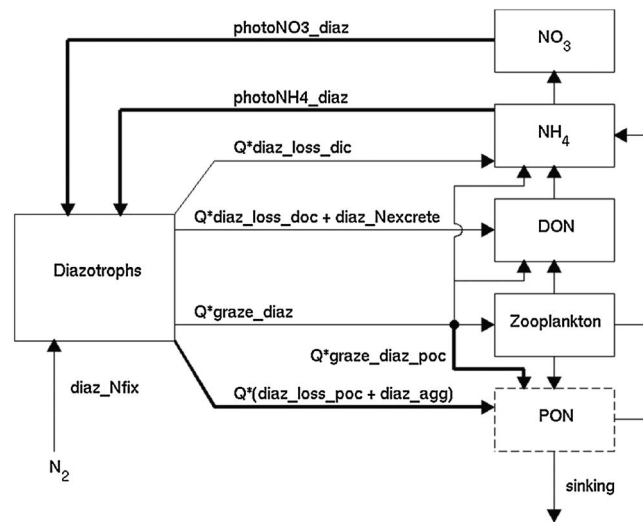 photoNO3_diaz
NO3
photoNH4_diaz
NH4
Q*diaz_loss_dic
Q*diaz_loss_doc + diaz_Nexcrete
DON
Diazotrophs
Q*graze_diaz
Zooplankton
Q*graze_diaz_poc
diaz_Nfix
Q*(diaz_loss_poc + diaz_agg)
PON
N2
sinking